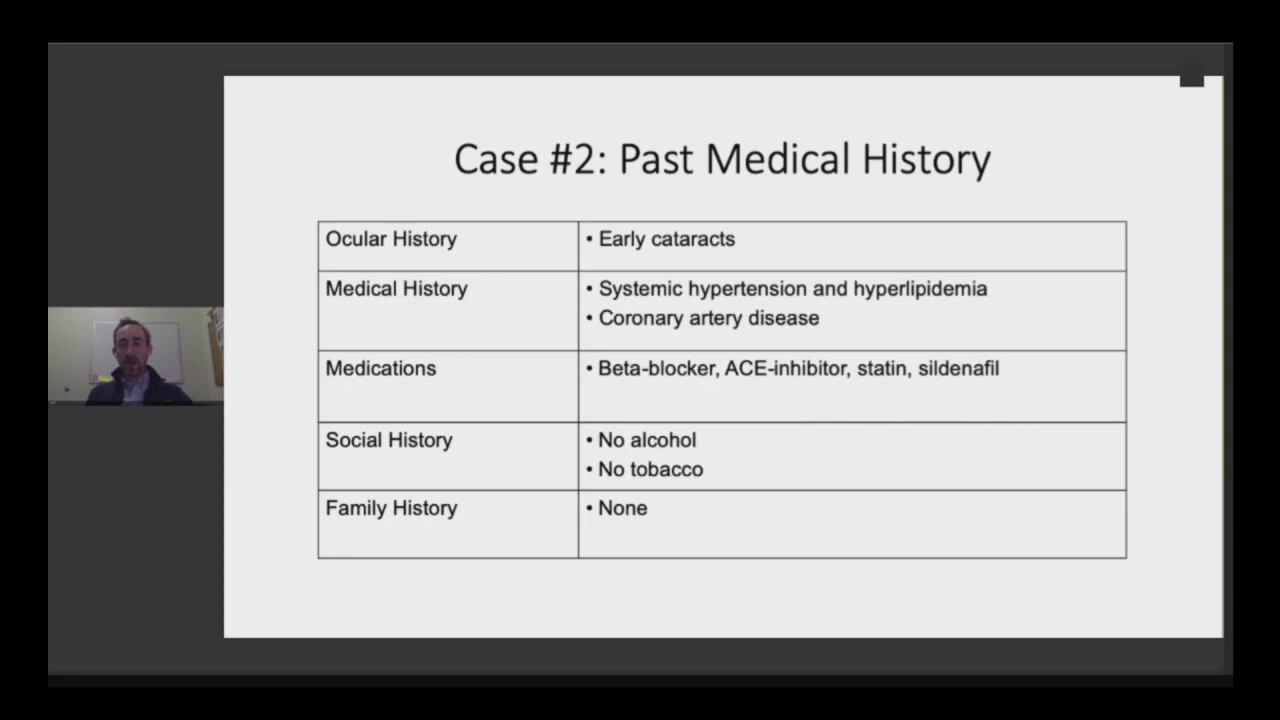 Case #2: Past Medical History
Ocular History
• Early cataracts
Medical History
• Systemic hypertension and hyperlipidemia
• Coronary artery disease
Medications
• Beta-blocker, ACE-inhibitor, statin, sildenafil
Social History
• No alcohol
• No tobacco
Family History
• None